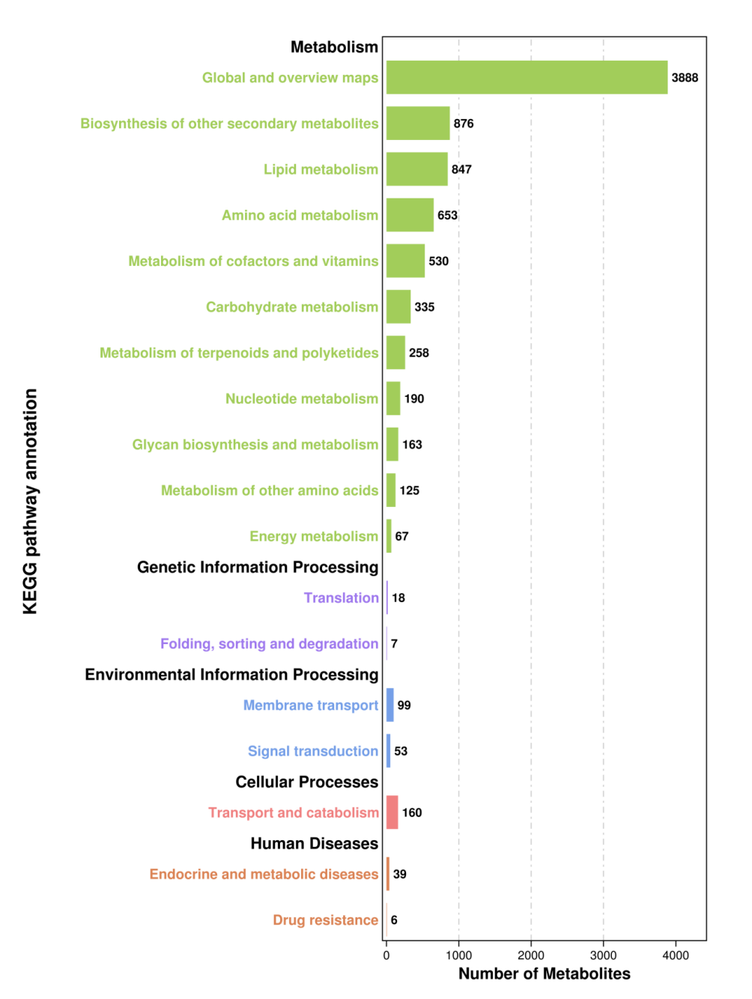 Metabolism
Global and overview maps 3888
Biosynthesis of other secondary metabolites 876
Lipid metabolism 847
Amino acid metabolism 653
Metabolism of cofactors and vitamins 530
Carbohydrate metabolism 335
Metabolism of terpenoids and polyketides 258
Nucleotide metabolism 190
Glycan biosynthesis and metabolism 163
Metabolism of other amino acids 125
Energy metabolism 67
Genetic Information Processing
Translation 18
Folding, sorting and degradation 7
Environmental Information Processing
Membrane transport 99
Signal transduction 53
Cellular Processes
Transport and catabolism 160
Human Diseases
Endocrine and metabolic diseases 39
Drug resistance 6
0 1000 2000 3000 4000
Number of Metabolites
KEGG pathway annotation